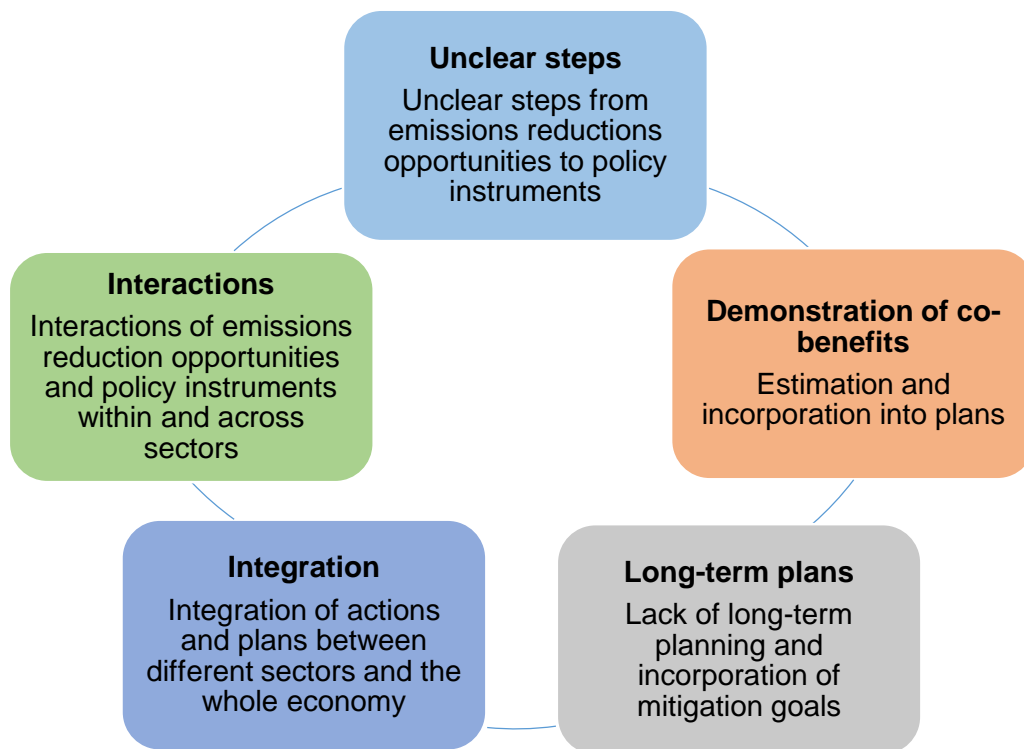 Unclear steps
Unclear steps from
emissions reductions
opportunities to policy
instruments
Interactions
Interactions of emissions
reduction opportunities
and policy instruments
within and across
sectors
Demonstration of co-
benefits
Estimation and
incorporation into plans
Integration
Integration of actions
and plans between
different sectors and the
whole economy
Long-term plans
Lack of long-term
planning and
incorporation of
mitigation goals